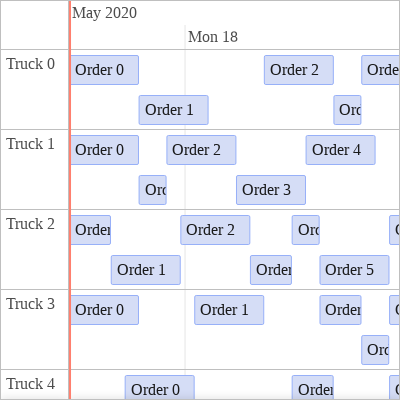 May 2020
Mon 18
Truck 0
Order 0
Order 2
Orde
Order 1
Orc
Truck 1
Order 0
Order 2
Order 4
Orc
Order 3
Truck 2
Order
Order 2
Orc
Order 1
Order
Order 5
Truck 3
Order 0
Order 1
Order
Orc
Truck 4
Order 0
Order